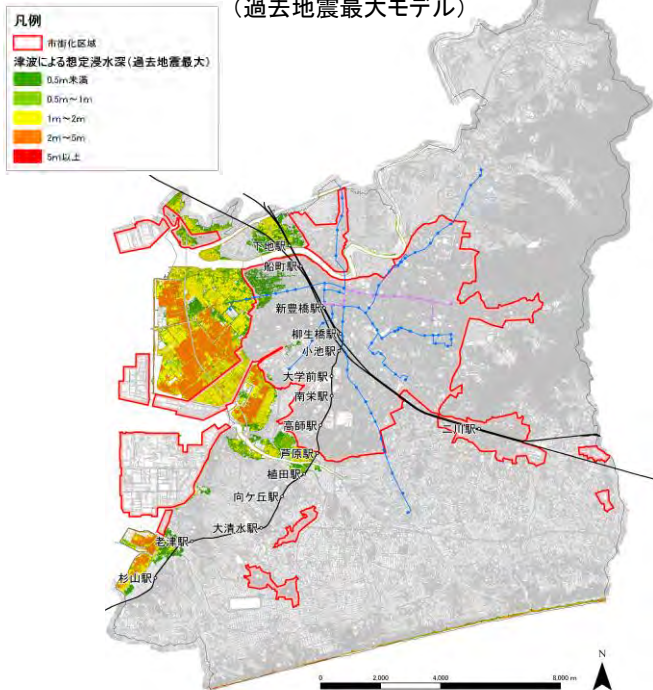 (過去地震最大モデル)
凡例
市街化区域
津波による想定浸水深(過去地震最大)
0.5m未満
0.5m~1m
1m~2m
2m~5m
5m以上
下地駅
船町駅
新豊橋駅
柳生橋駅
小池駅
大学前駅
南栄駅
高師駅
二川駅
芦原駅
植田駅
向ケ丘駅
大清水駅
老津駅
杉山駅
N
0 2,000 4,000 8,000 m